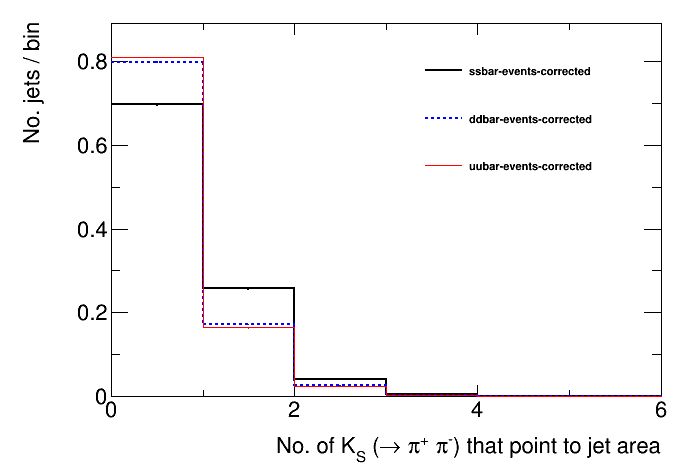 No. jets / bin
0.8
0.6
0.4
0.2
0
ssbar-events-corrected
ddbar-events-corrected
uubar-events-corrected
0 2 4 6
No. of K_S (→ π⁺ π⁻) that point to jet area